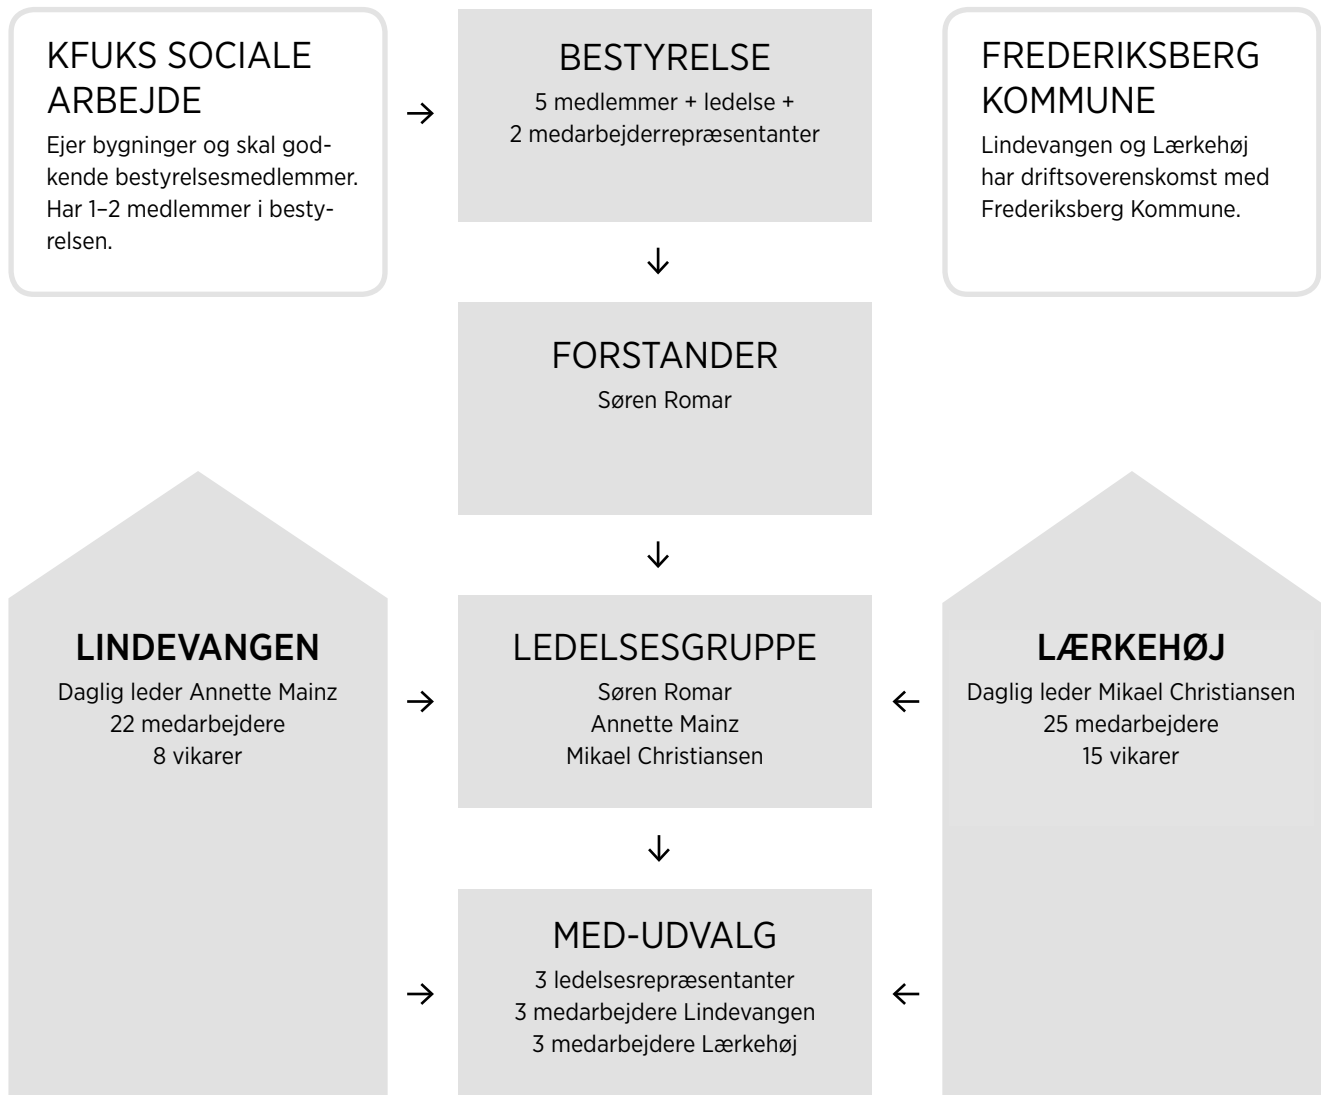 KFUKS SOCIALE
ARBEJDE
Ejer bygninger og skal god-
kende bestyrelsesmedlemmer.
Har 1–2 medlemmer i besty-
relsen.
→
BESTYRELSE
5 medlemmer + ledelse +
2 medarbejderrepræsentanter
FREDERIKSBERG
KOMMUNE
Lindevangen og Lærkehøj
har driftsoverenskomst med
Frederiksberg Kommune.
↓
FORSTANDER
Søren Romar
↓
LINDEVANGEN
Daglig leder Annette Mainz
22 medarbejdere
8 vikarer
→
LEDELSESGRUPPE
Søren Romar
Annette Mainz
Mikael Christiansen
←
LÆRKEHØJ
Daglig leder Mikael Christiansen
25 medarbejdere
15 vikarer
↓
→
MED-UDVALG
3 ledelsesrepræsentanter
3 medarbejdere Lindevangen
3 medarbejdere Lærkehøj
←